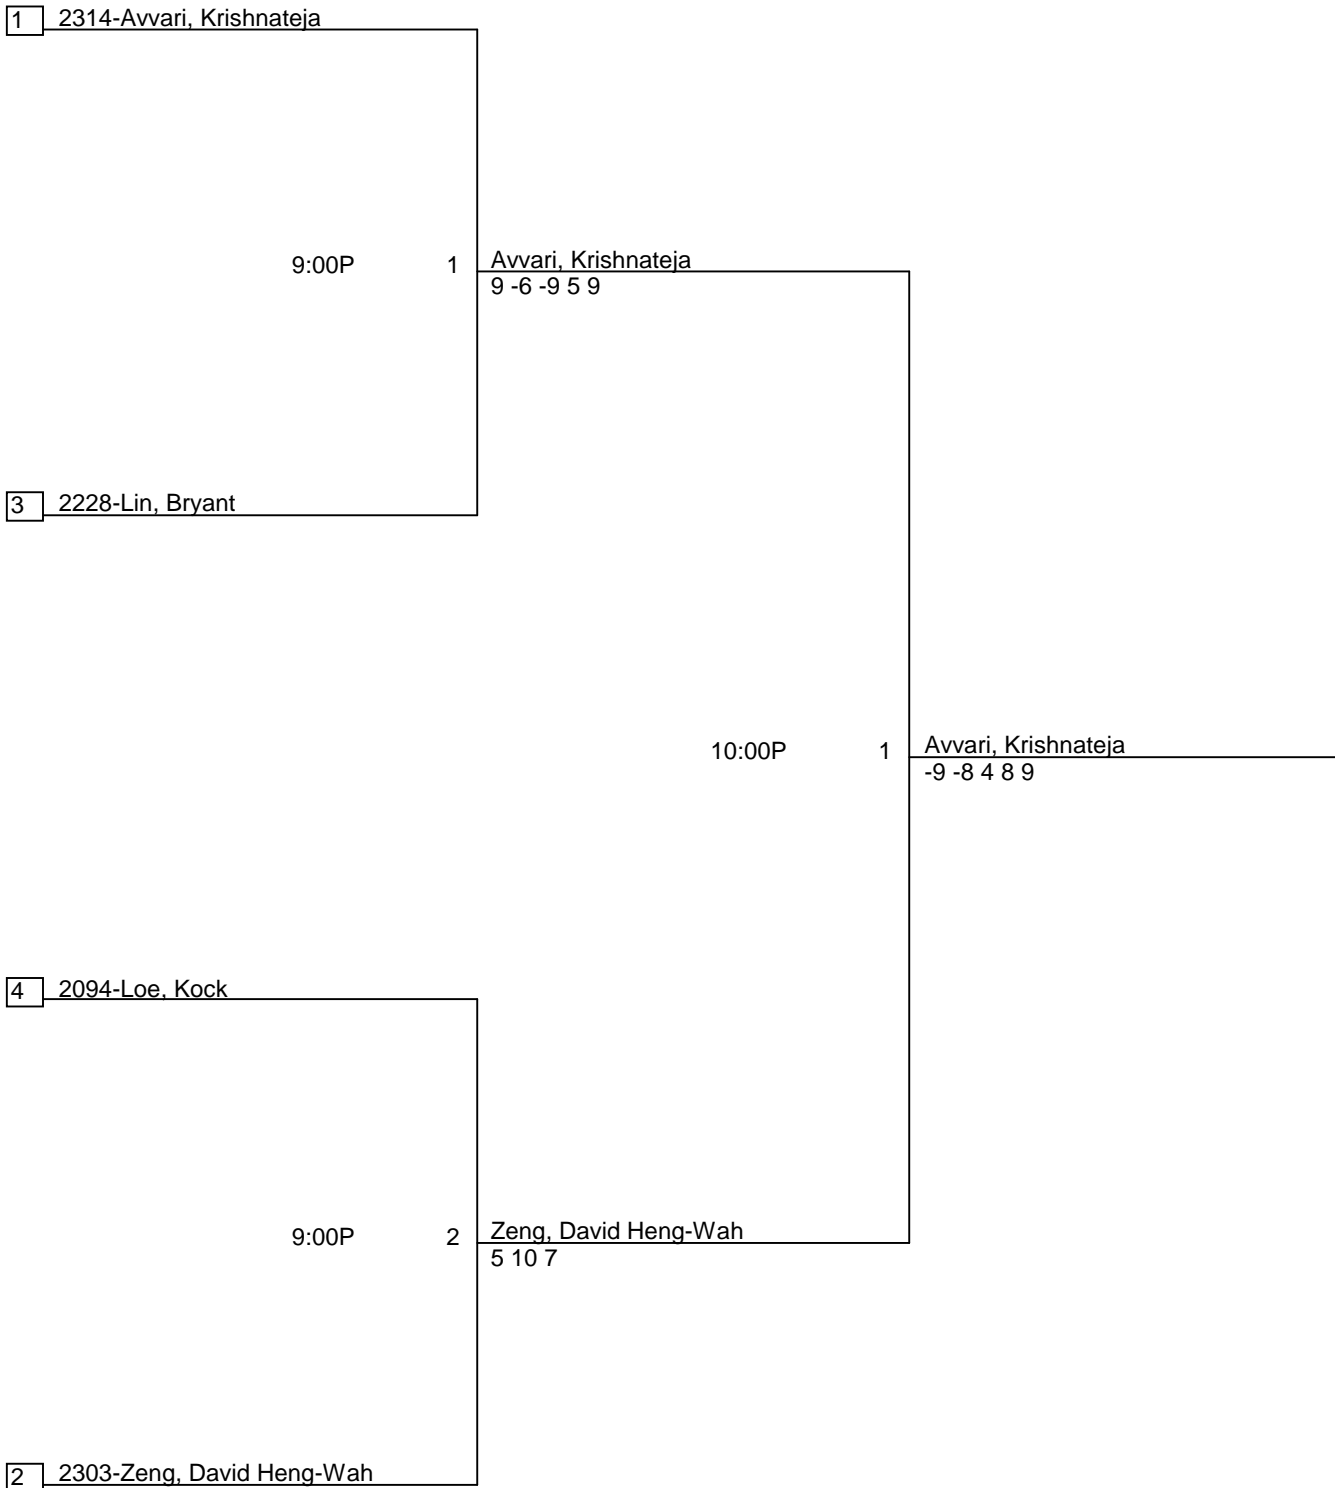 1 2314-Avvari, Krishnateja
9:00P 1 Avvari, Krishnateja
9 -6 -9 5 9
3 2228-Lin, Bryant
10:00P 1 Avvari, Krishnateja
-9 -8 4 8 9
4 2094-Loe, Kock
9:00P 2 Zeng, David Heng-Wah
5 10 7
2 2303-Zeng, David Heng-Wah